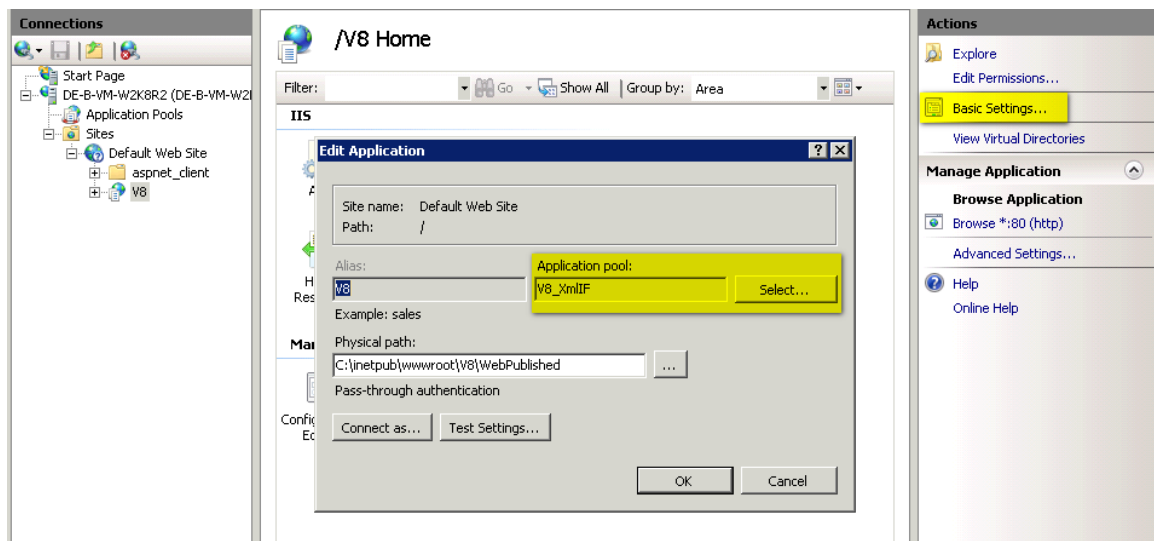 Connections
Start Page
DE-B-VM-W2K8R2 (DE-B-VM-W2
Application Pools
Sites
Default Web Site
aspnet_client
V8
/V8 Home
Filter:
Go
Show All
Group by:
Area
IIS
A
H
Res
Mai
Config
Ec
Edit Application
Site name: Default Web Site
Path: /
Alias:
V8
Example: sales
Application pool:
V8_XmlIF
Select...
Physical path:
C:\inetpub\wwwroot\V8\WebPublished
...
Pass-through authentication
Connect as...
Test Settings...
OK
Cancel
Actions
Explore
Edit Permissions...
Basic Settings...
View Virtual Directories
Manage Application
Browse Application
Browse *:80 (http)
Advanced Settings...
Help
Online Help